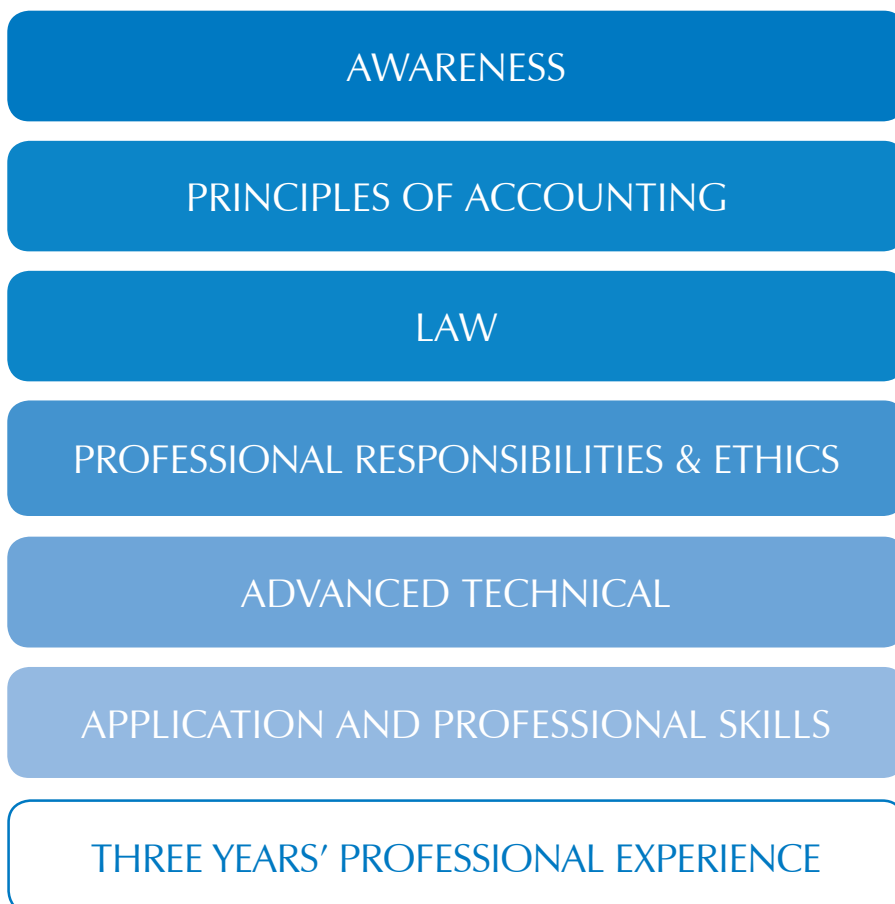 AWARENESS
PRINCIPLES OF ACCOUNTING
LAW
PROFESSIONAL RESPONSIBILITIES & ETHICS
ADVANCED TECHNICAL
APPLICATION AND PROFESSIONAL SKILLS
THREE YEARS’ PROFESSIONAL EXPERIENCE